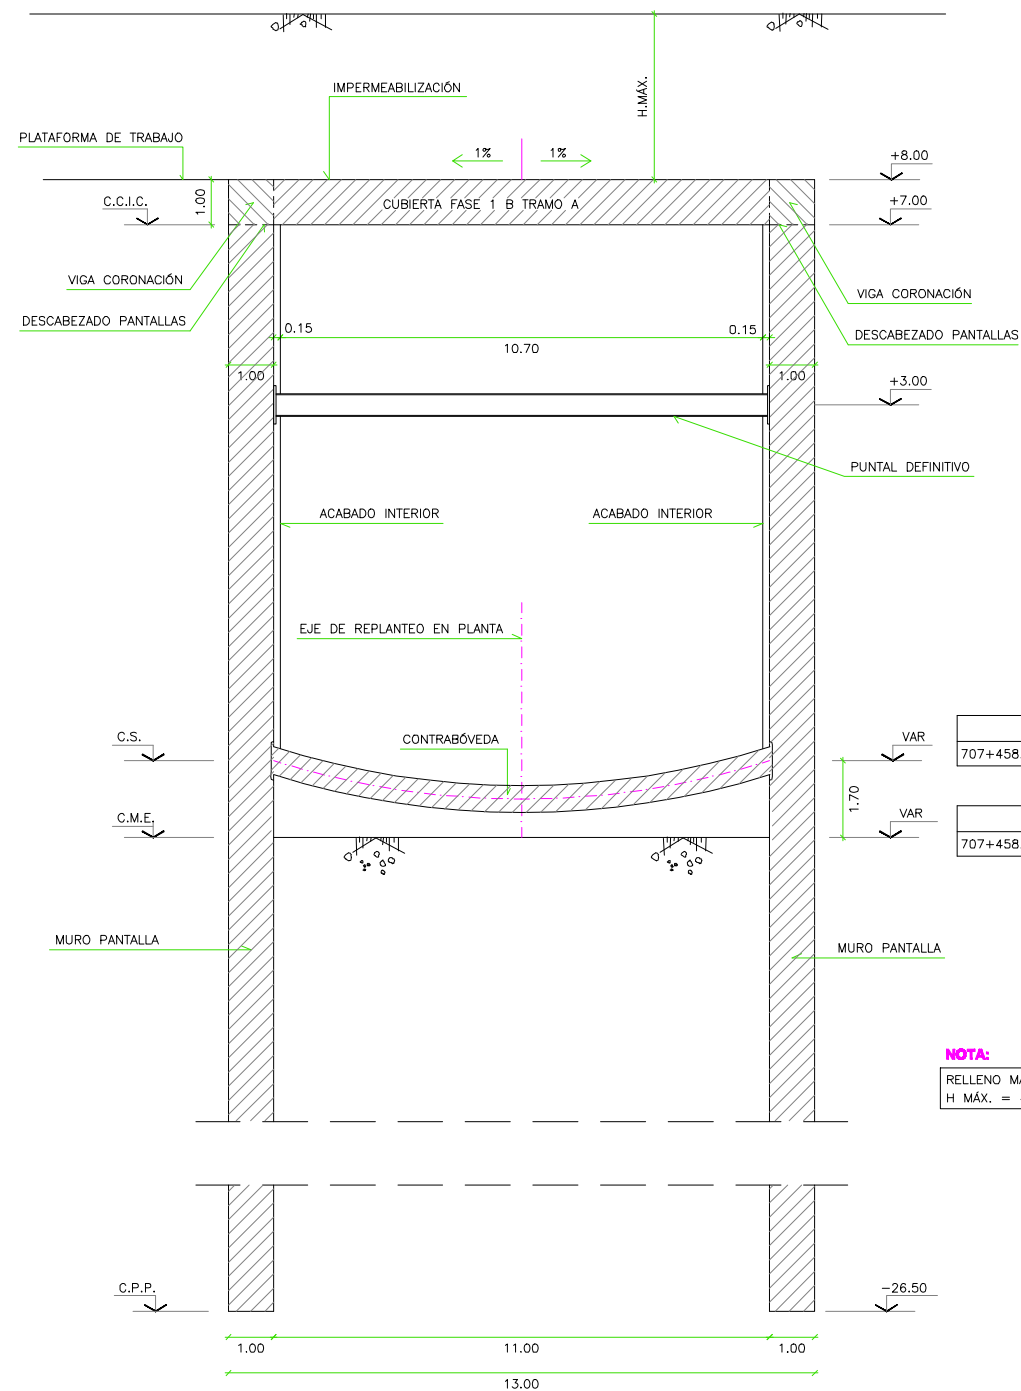 H.MÁX.
IMPERMEABILIZACIÓN
PLATAFORMA DE TRABAJO
1%
1%
+8.00
C.C.I.C.
1.00
CUBIERTA FASE 1 B TRAMO A
+7.00
VIGA CORONACIÓN
VIGA CORONACIÓN
DESCABEZADO PANTALLAS
DESCABEZADO PANTALLAS
0.15
0.15
10.70
1.00
1.00
+3.00
PUNTAL DEFINITIVO
ACABADO INTERIOR
ACABADO INTERIOR
EJE DE REPLANTEO EN PLANTA
C.S.
CONTRABÓVEDA
VAR
707+458.
1.70
C.M.E.
VAR
707+458.
MURO PANTALLA
MURO PANTALLA
NOTA:
RELLENO
H MÁX. =
C.P.P.
-26.50
1.00
11.00
1.00
13.00